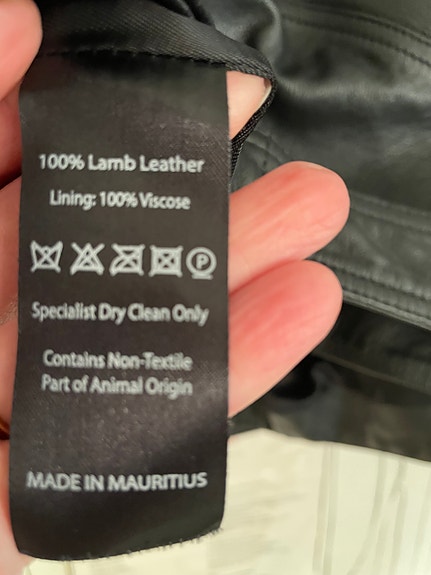 100% Lamb Leather
Lining: 100% Viscose
P
Specialist Dry Clean Only
Contains Non-Textile
Part of Animal Origin
MADE IN MAURITIUS